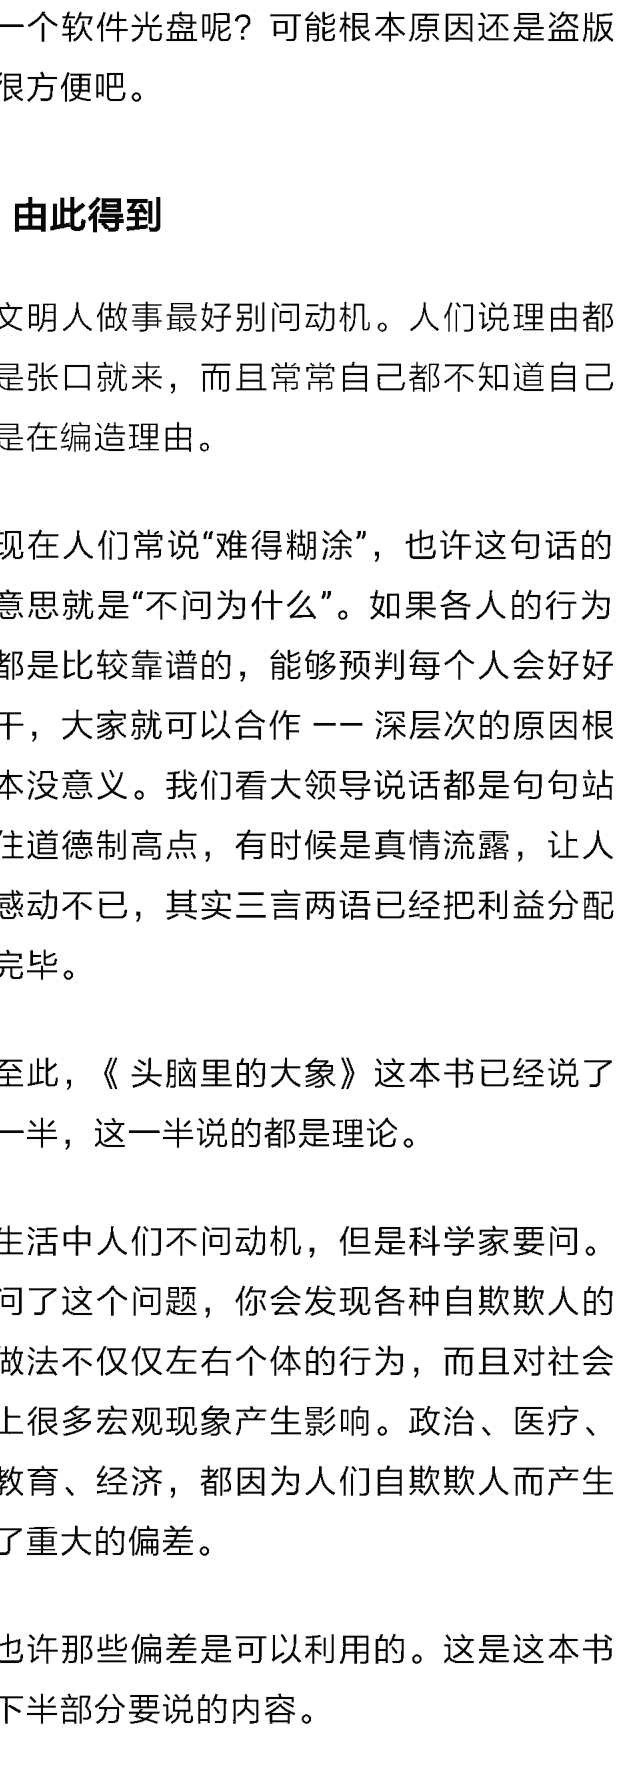 一个软件光盘呢？可能根本原因还是盗版
很方便吧。
由此得到
文明人做事最好别问动机。人们说理由都
是张口就来，而且常常自己都不知道自己
是在编造理由。
现在人们常说“难得糊涂”，也许这句话的
意思就是“不问为什么”。如果各人的行为
都是比较靠谱的，能够预判每个人会好好
干，大家就可以合作 —— 深层次的原因根
本没意义。我们看大领导说话都是句句站
住道德制高点，有时候是真情流露，让人
感动不已，其实三言两语已经把利益分配
完毕。
至此，《 头脑里的大象》这本书已经说了
一半，这一半说的都是理论。
生活中人们不问动机，但是科学家要问。
问了这个问题，你会发现各种自欺欺人的
做法不仅仅左右个体的行为，而且对社会
上很多宏观现象产生影响。政治、医疗、
教育、经济，都因为人们自欺欺人而产生
了重大的偏差。
也许那些偏差是可以利用的。这是这本书
下半部分要说的内容。